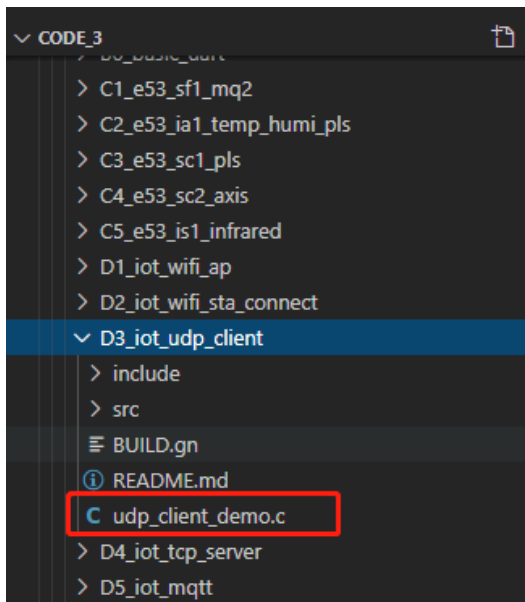 CODE_3
C1_e53_sf1_mq2
C2_e53_ia1_temp_humi_pls
C3_e53_sc1_pls
C4_e53_sc2_axis
C5_e53_is1_infrared
D1_iot_wifi_ap
D2_iot_wifi_sta_connect
D3_iot_udp_client
include
src
BUILD.gn
README.md
C udp_client_demo.c
D4_iot_tcp_server
D5_iot_mqtt